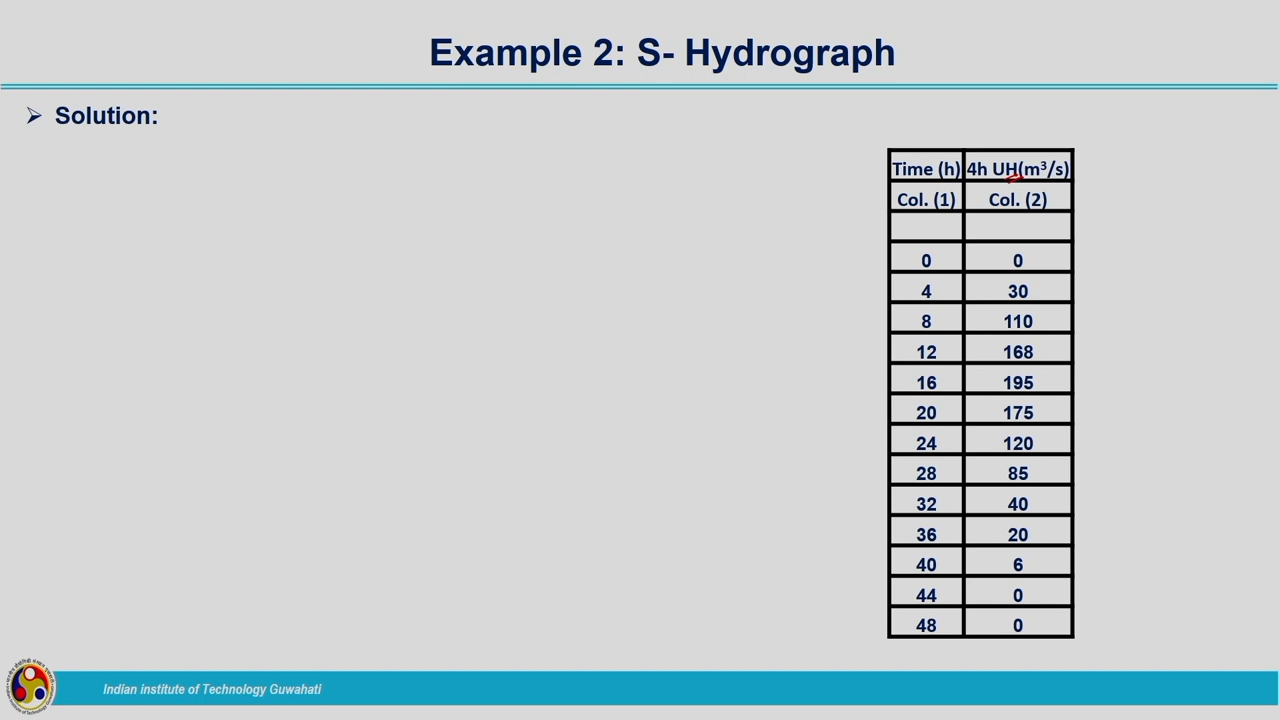 Example 2: S- Hydrograph
➢ Solution:
Time (h) 4h UH(m³/s)
Col. (1) Col. (2)
0 0
4 30
8 110
12 168
16 195
20 175
24 120
28 85
32 40
36 20
40 6
44 0
48 0
Indian institute of Technology Guwahati